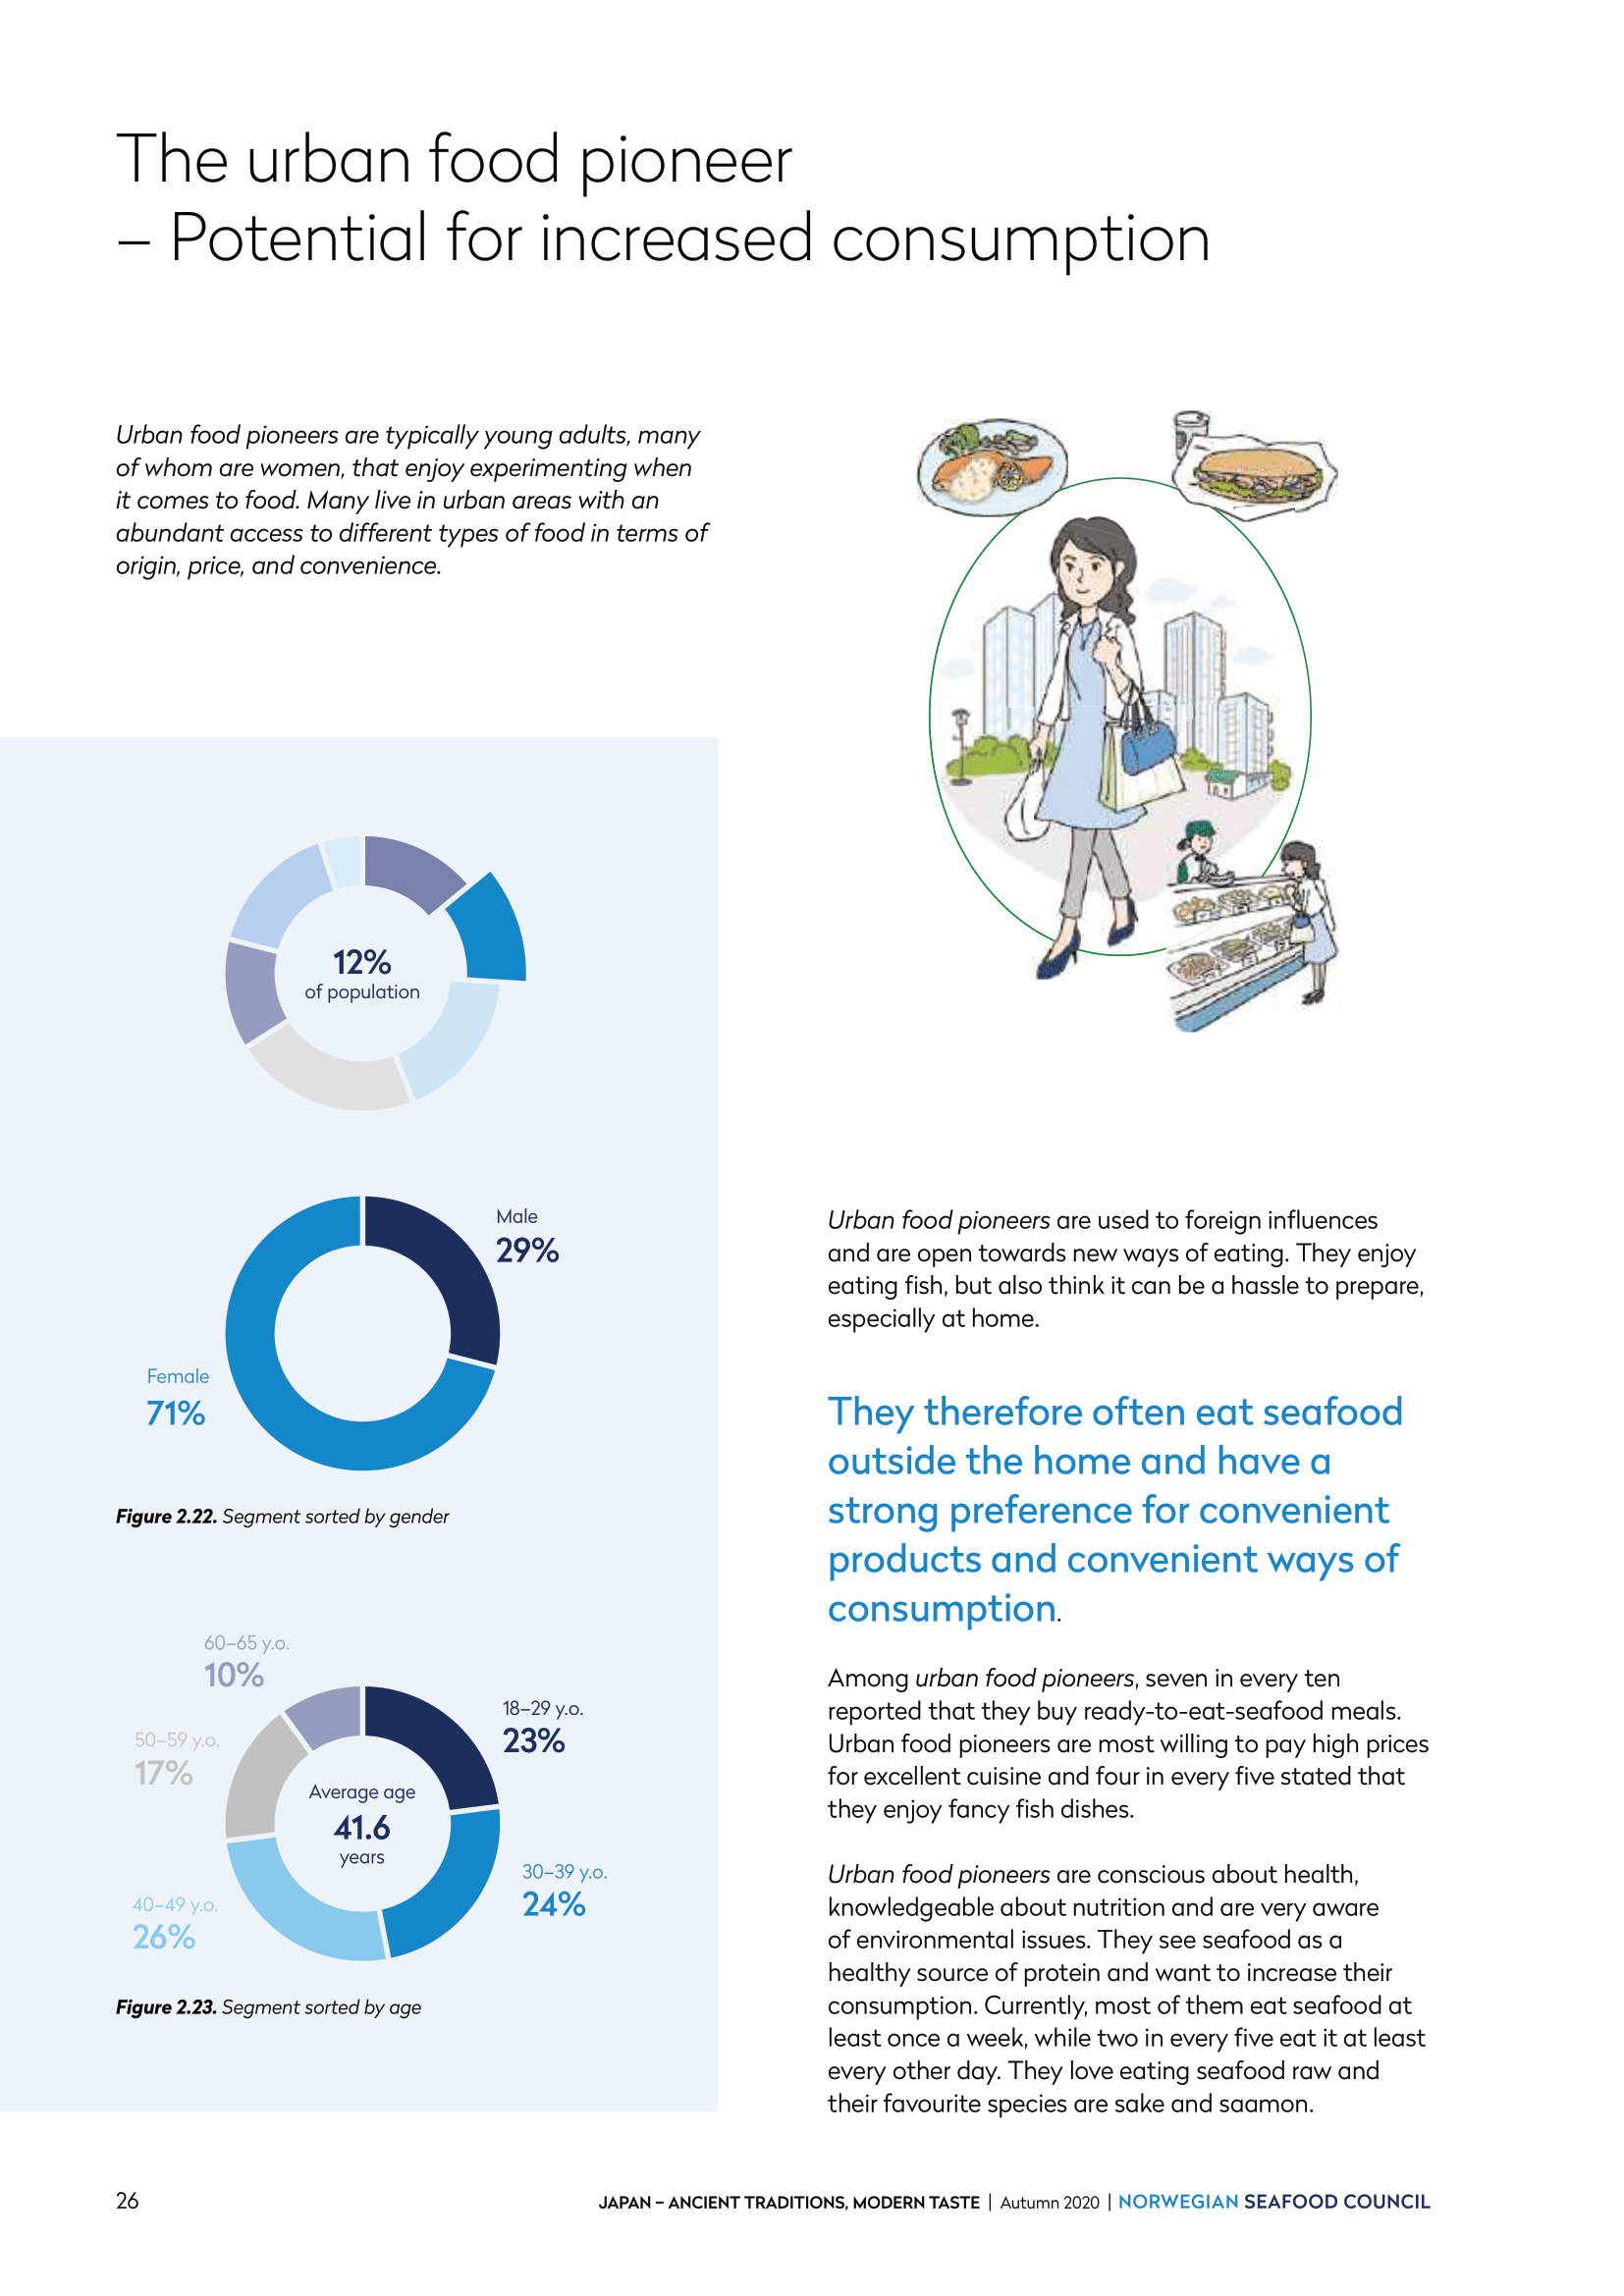 The urban food pioneer
– Potential for increased consumption
Urban food pioneers are typically young adults, many
of whom are women, that enjoy experimenting when
it comes to food. Many live in urban areas with an
abundant access to different types of food in terms of
origin, price, and convenience.
12%
of population
Male
29%
Female
71%
Figure 2.22. Segment sorted by gender
60–65 y.o.
10%
18–29 y.o.
23%
50–59 y.o.
17%
Average age
41.6
years
30–39 y.o.
24%
40–49 y.o.
26%
Figure 2.23. Segment sorted by age
Urban food pioneers are used to foreign influences
and are open towards new ways of eating. They enjoy
eating fish, but also think it can be a hassle to prepare,
especially at home.
They therefore often eat seafood
outside the home and have a
strong preference for convenient
products and convenient ways of
consumption.
Among urban food pioneers, seven in every ten
reported that they buy ready-to-eat-seafood meals.
Urban food pioneers are most willing to pay high prices
for excellent cuisine and four in every five stated that
they enjoy fancy fish dishes.
Urban food pioneers are conscious about health,
knowledgeable about nutrition and are very aware
of environmental issues. They see seafood as a
healthy source of protein and want to increase their
consumption. Currently, most of them eat seafood at
least once a week, while two in every five eat it at least
every other day. They love eating seafood raw and
their favourite species are sake and saamon.
26
JAPAN – ANCIENT TRADITIONS, MODERN TASTE | Autumn 2020 | NORWEGIAN SEAFOOD COUNCIL